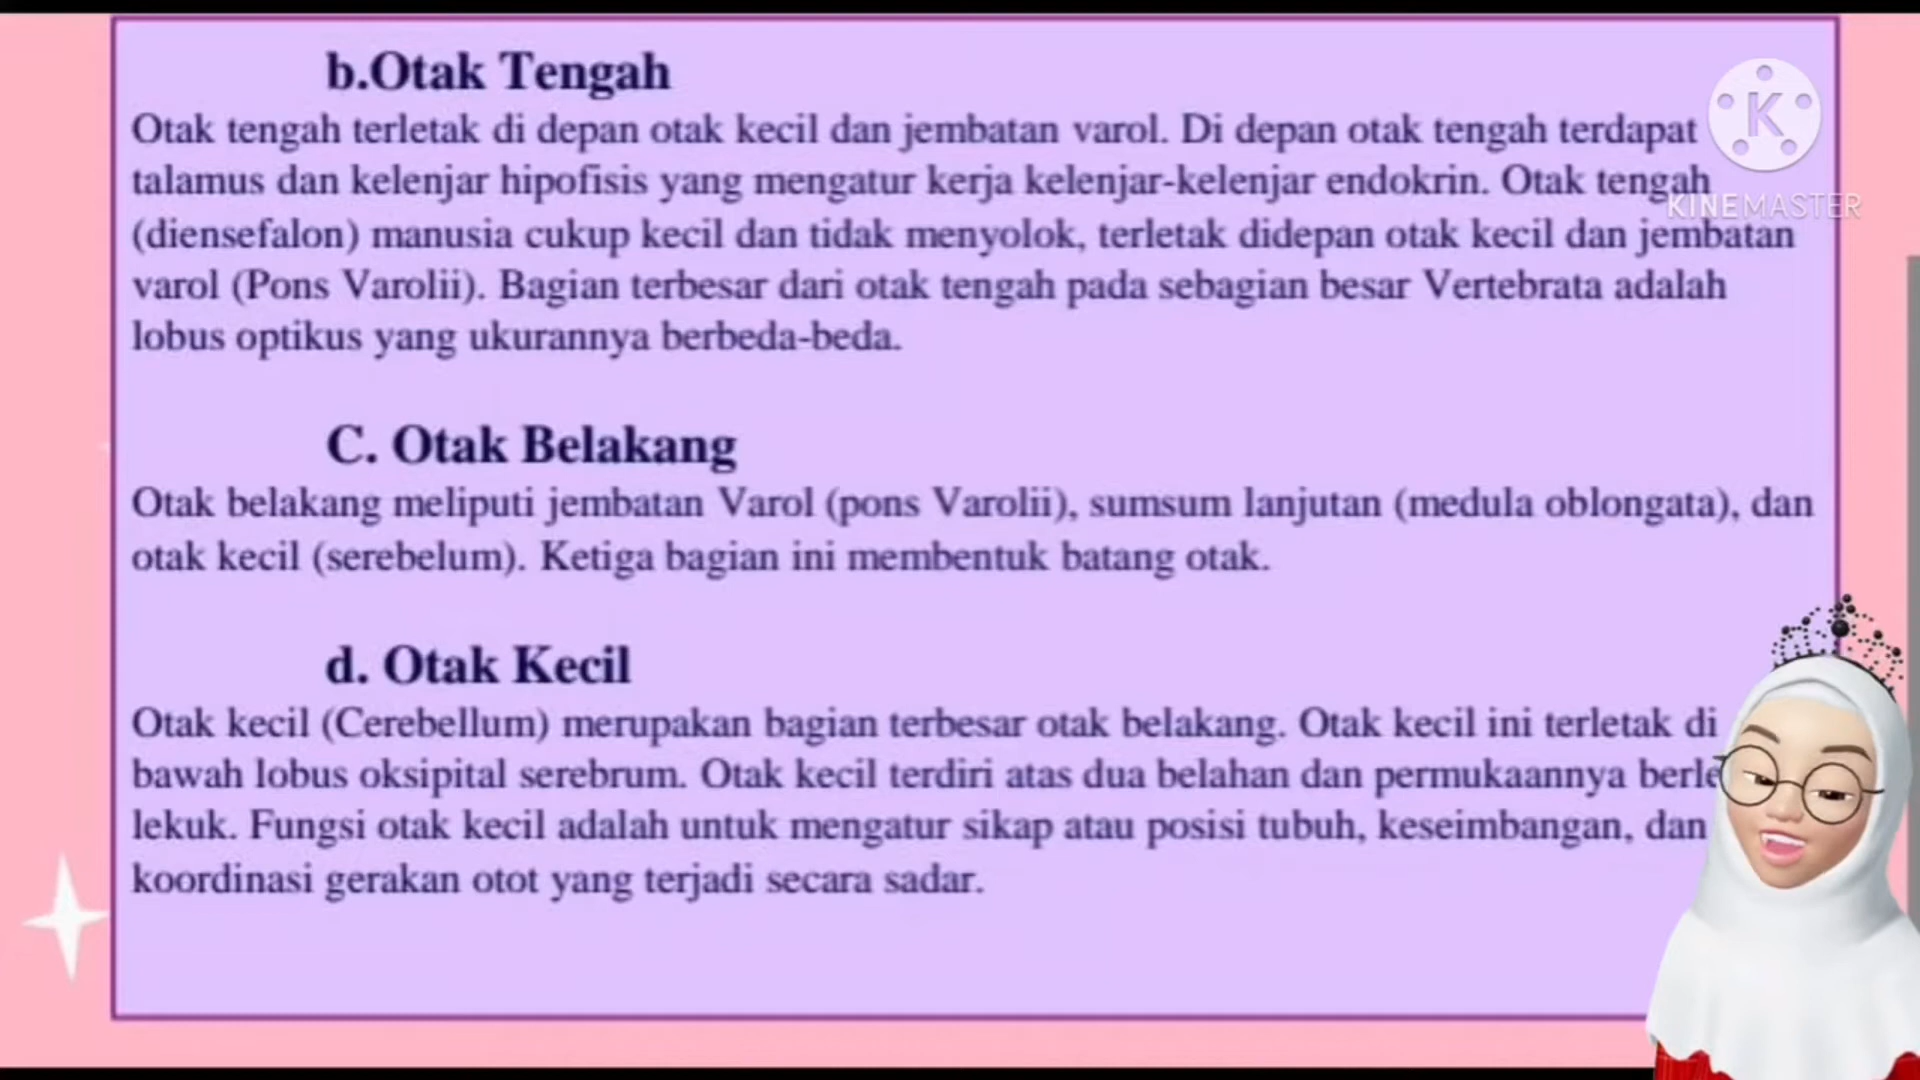 b.Otak Tengah
Otak tengah terletak di depan otak kecil dan jembatan varol. Di depan otak tengah terdapat
talamus dan kelenjar hipofisis yang mengatur kerja kelenjar-kelenjar endokrin. Otak tengah
(diensefalon) manusia cukup kecil dan tidak menyolok, terletak didepan otak kecil dan jembatan
varol (Pons Varolii). Bagian terbesar dari otak tengah pada sebagian besar Vertebrata adalah
lobus optikus yang ukurannya berbeda-beda.
C. Otak Belakang
Otak belakang meliputi jembatan Varol (pons Varolii), sumsum lanjutan (medula oblongata), dan
otak kecil (serebelum). Ketiga bagian ini membentuk batang otak.
d. Otak Kecil
Otak kecil (Cerebellum) merupakan bagian terbesar otak belakang. Otak kecil ini terletak di
bawah lobus oksipital serebrum. Otak kecil terdiri atas dua belahan dan permukaannya
lekuk. Fungsi otak kecil adalah untuk mengatur sikap atau posisi tubuh, keseimbangan, dan
koordinasi gerakan otot yang terjadi secara sadar.
K
KINEMASTER